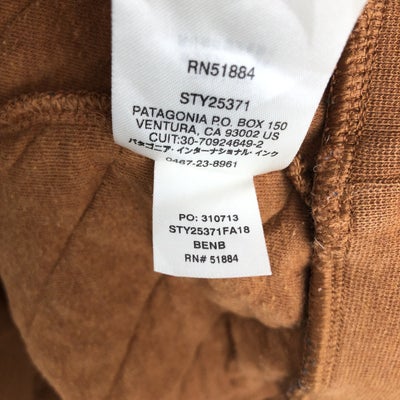 RN51884
STY25371
PATAGONIA P.O. BOX 150
VENTURA, CA 93002 US
CUIT:30-70924649-2
パタゴニア・インターナショナル・インク
0467-23-8961
PO: 310713
STY25371FA18
BENB
RN# 51884